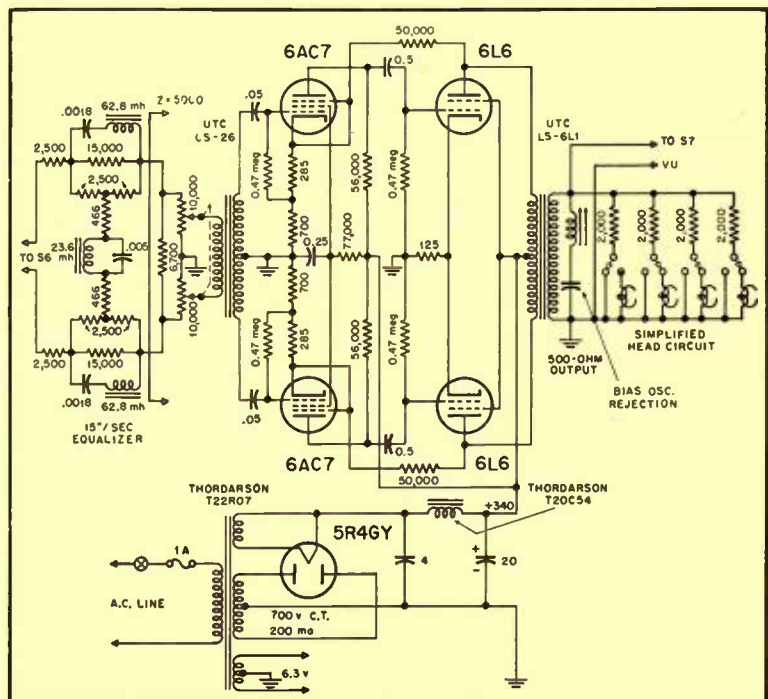 6AC7
50,000
6L6
0.5
.0018
62.8 mh
Z = 5000
UTC
LS-26
.05
UTC
LS-6L1
TO S7
VU
2,500
15,000
2,500
466
10,000
0.47 meg
285
56,000
0.47 meg
2,000
2,000
2,000
2,000
TO S6
23.6
mh
.005
6,700
700
0.25
77,000
125
700
466
10,000
2,500
15,000
2,500
0.47 meg
285
56,000
0.47 meg
SIMPLIFIED
HEAD CIRCUIT
500-OHM
OUTPUT
BIAS OSC.
REJECTION
.0018
62.8 mh
.05
0.5
15"/SEC
EQUALIZER
6AC7
50,000
6L6
THORDARSON
T22R07
THORDARSON
T20C54
+340
5R4GY
1A
4
+
20
-
A.C. LINE
700 v C.T.
200 ma
6.3 v